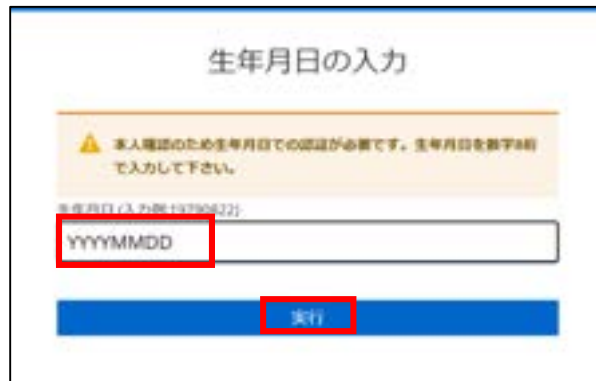 生年月日の入力
本人確認のため生年月日での認証が必要です。生年月日を数字8桁
で入力して下さい。
生年月日 (入力例:19790822)
YYYYMMDD
実行